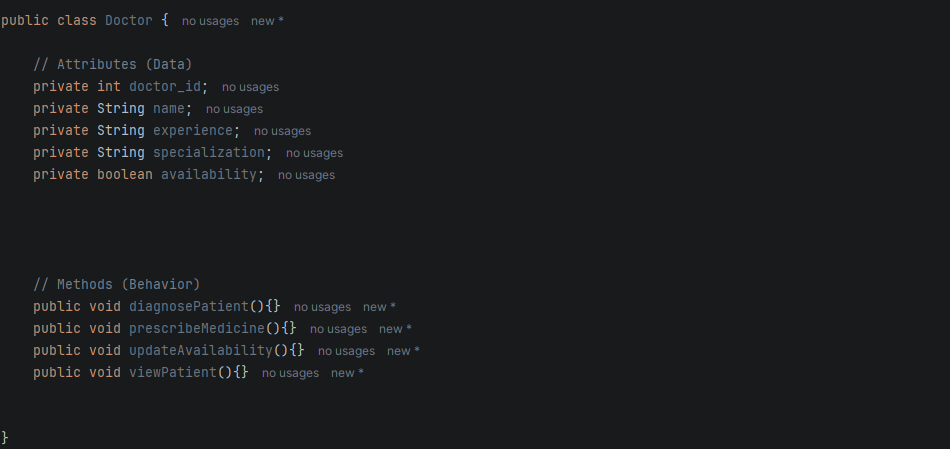 public class Doctor { no usages new *
// Attributes (Data)
private int doctor_id; no usages
private String name; no usages
private String experience; no usages
private String specialization; no usages
private boolean availability; no usages
// Methods (Behavior)
public void diagnosePatient(){} no usages new *
public void prescribeMedicine(){} no usages new *
public void updateAvailability(){} no usages new *
public void viewPatient(){} no usages new *
}